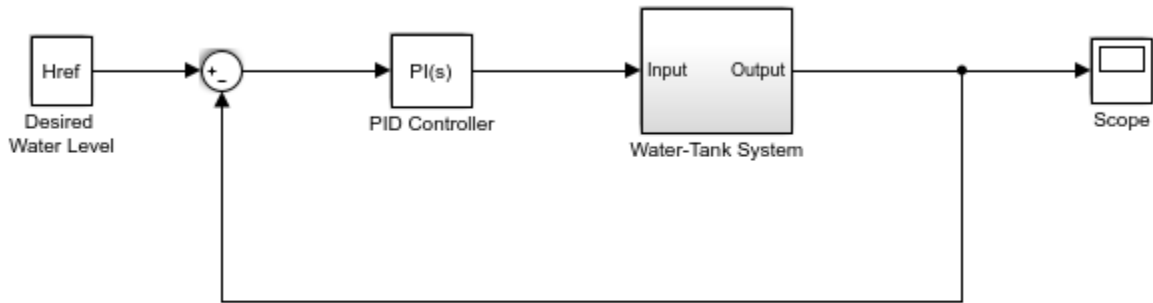 Href
+
−
PI(s)
Input Output
Desired
Water Level
PID Controller
Water-Tank System
Scope